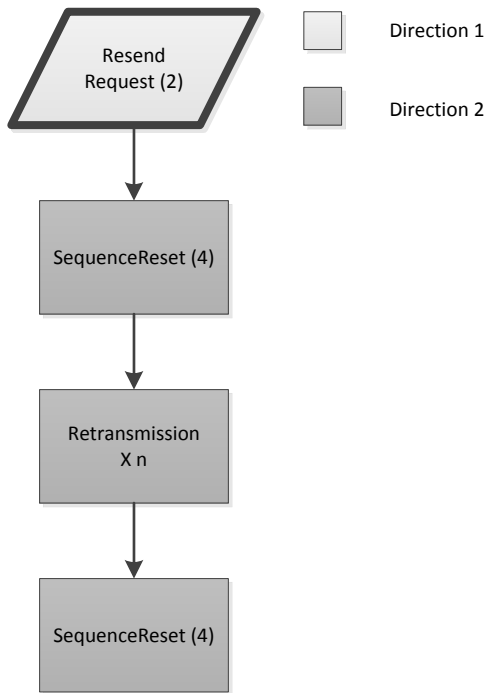 Resend
Request (2)
Direction 1
Direction 2
SequenceReset (4)
Retransmission
X n
SequenceReset (4)